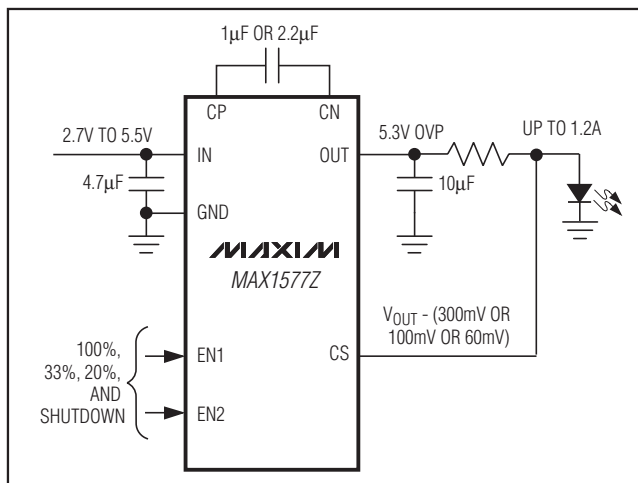 1µF OR 2.2µF
CP
CN
2.7V TO 5.5V
5.3V OVP
UP TO 1.2A
IN
OUT
4.7µF
10µF
GND
MAXIM
MAX1577Z
VOUT - (300mV OR
100mV OR 60mV)
100%,
33%, 20%,
AND
SHUTDOWN
EN1
CS
EN2